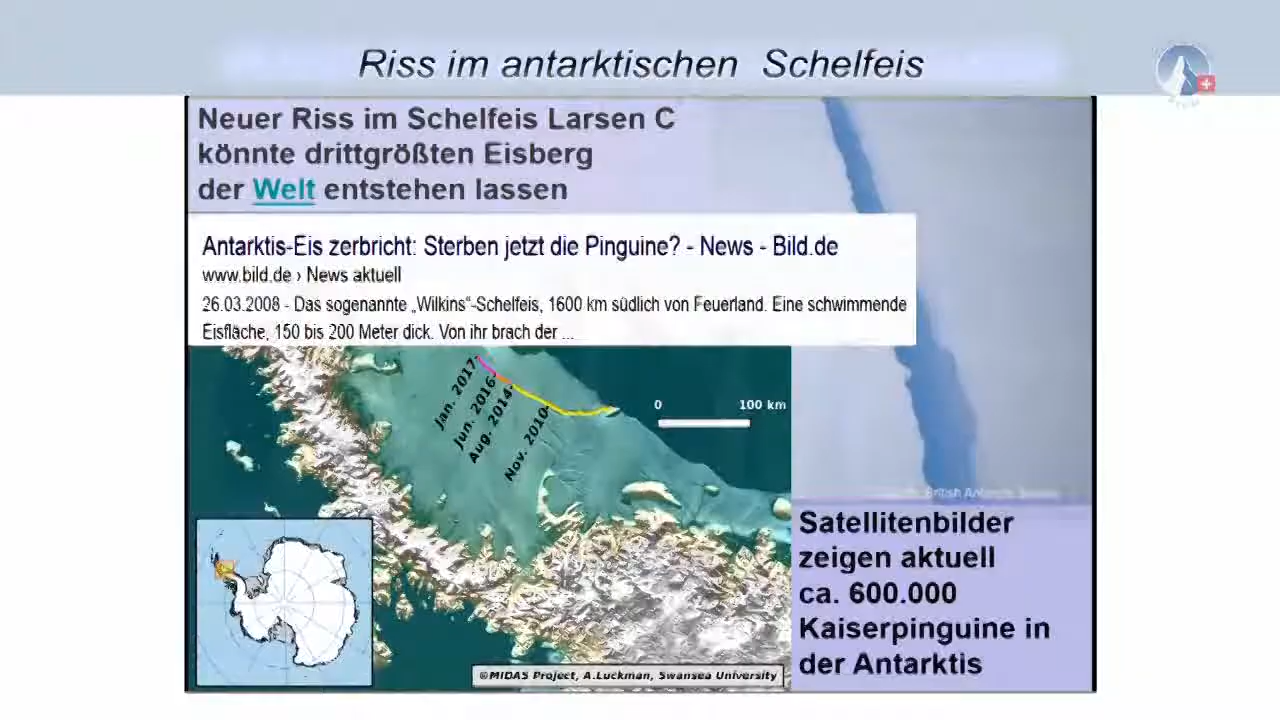 Riss im antarktischen Schelfeis
Neuer Riss im Schelfeis Larsen C
könnte drittgrößten Eisberg
der Welt entstehen lassen
Antarktis-Eis zerbricht: Sterben jetzt die Pinguine? - News - Bild.de
www.bild.de › News aktuell
26.03.2008 - Das sogenannte „Wilkins“-Schelfeis, 1600 km südlich von Feuerland. Eine schwimmende
Eisfläche, 150 bis 200 Meter dick. Von ihr brach der ...
Jan. 2017
Jun. 2016
Aug. 2014
Nov. 2010
0 100 km
British
©MIDAS Project, A.Luckman, Swansea University
Satellitenbilder
zeigen aktuell
ca. 600.000
Kaiserpinguine in
der Antarktis